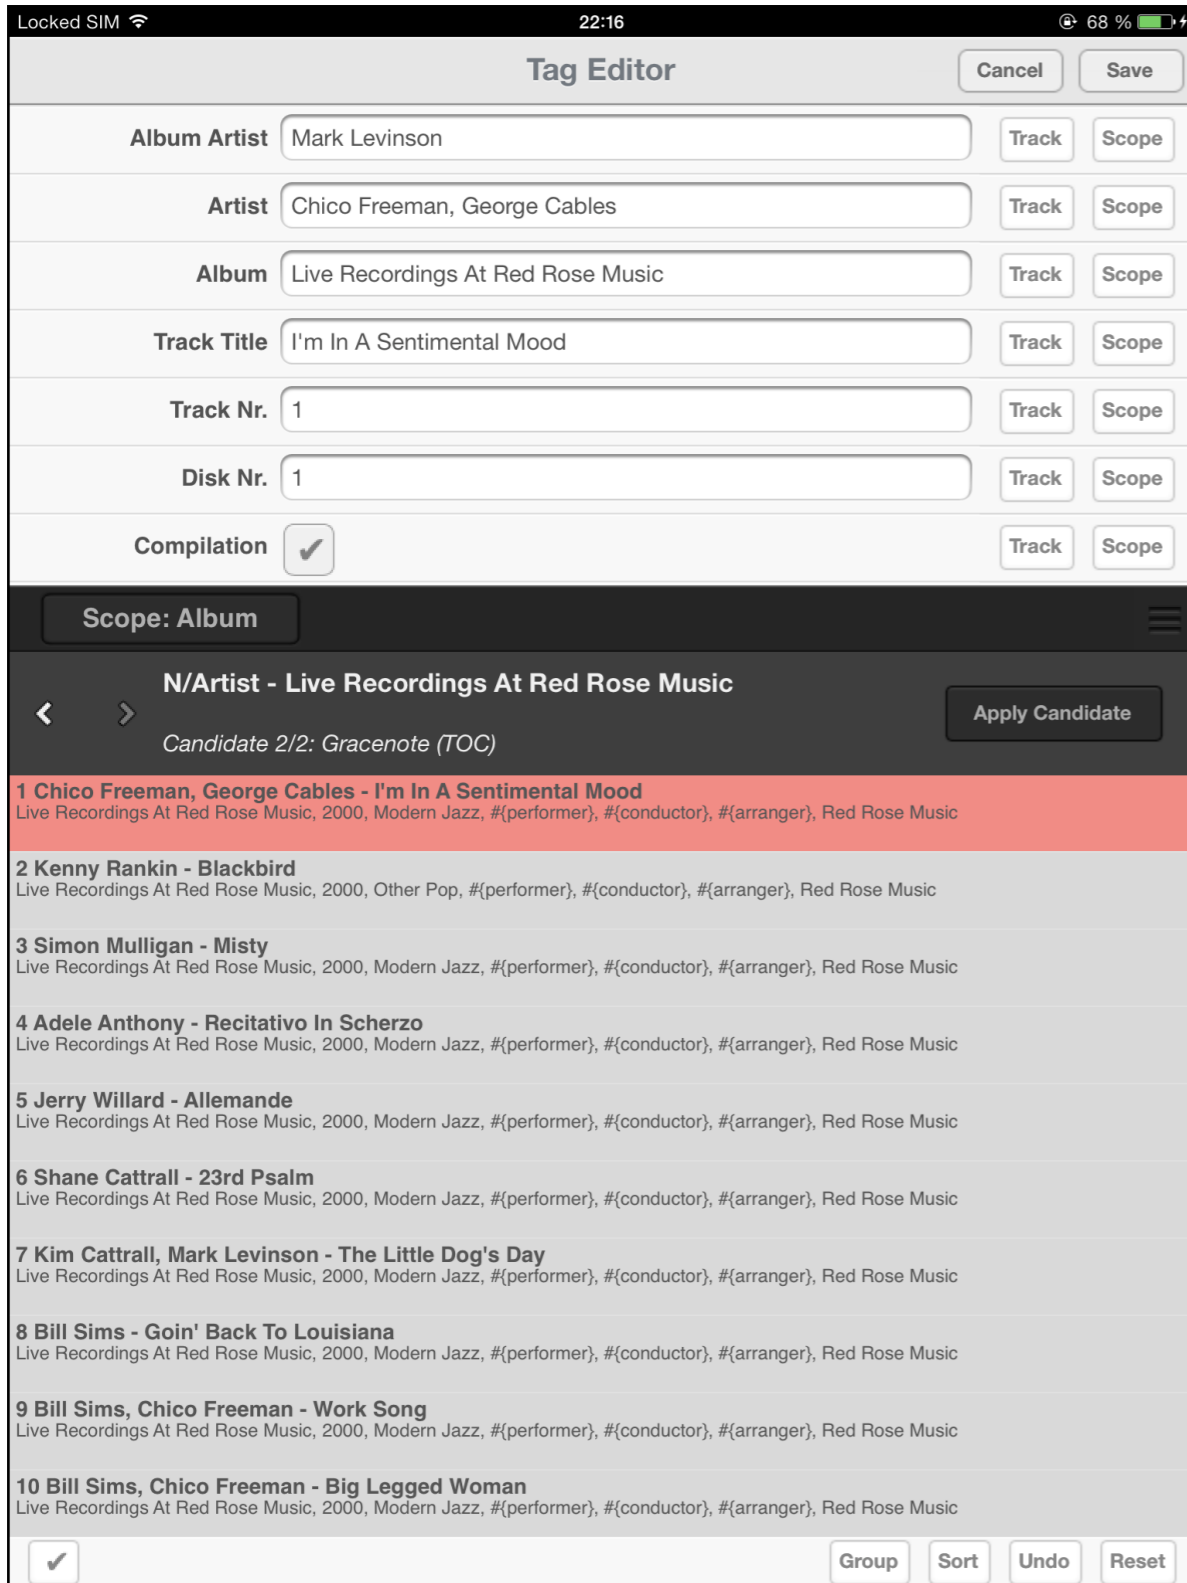 Locked SIM 22:16 68 %
Tag Editor Cancel Save
Album Artist Mark Levinson Track Scope
Artist Chico Freeman, George Cables Track Scope
Album Live Recordings At Red Rose Music Track Scope
Track Title I'm In A Sentimental Mood Track Scope
Track Nr. 1 Track Scope
Disk Nr. 1 Track Scope
Compilation Track Scope
Scope: Album
N/Artist - Live Recordings At Red Rose Music
Apply Candidate
Candidate 2/2: Gracenote (TOC)
1 Chico Freeman, George Cables - I'm In A Sentimental Mood
Live Recordings At Red Rose Music, 2000, Modern Jazz, #{performer}, #{conductor}, #{arranger}, Red Rose Music
2 Kenny Rankin - Blackbird
Live Recordings At Red Rose Music, 2000, Other Pop, #{performer}, #{conductor}, #{arranger}, Red Rose Music
3 Simon Mulligan - Misty
Live Recordings At Red Rose Music, 2000, Modern Jazz, #{performer}, #{conductor}, #{arranger}, Red Rose Music
4 Adele Anthony - Recitativo In Scherzo
Live Recordings At Red Rose Music, 2000, Modern Jazz, #{performer}, #{conductor}, #{arranger}, Red Rose Music
5 Jerry Willard - Allemande
Live Recordings At Red Rose Music, 2000, Modern Jazz, #{performer}, #{conductor}, #{arranger}, Red Rose Music
6 Shane Cattrall - 23rd Psalm
Live Recordings At Red Rose Music, 2000, Modern Jazz, #{performer}, #{conductor}, #{arranger}, Red Rose Music
7 Kim Cattrall, Mark Levinson - The Little Dog's Day
Live Recordings At Red Rose Music, 2000, Modern Jazz, #{performer}, #{conductor}, #{arranger}, Red Rose Music
8 Bill Sims - Goin' Back To Louisiana
Live Recordings At Red Rose Music, 2000, Modern Jazz, #{performer}, #{conductor}, #{arranger}, Red Rose Music
9 Bill Sims, Chico Freeman - Work Song
Live Recordings At Red Rose Music, 2000, Modern Jazz, #{performer}, #{conductor}, #{arranger}, Red Rose Music
10 Bill Sims, Chico Freeman - Big Legged Woman
Live Recordings At Red Rose Music, 2000, Modern Jazz, #{performer}, #{conductor}, #{arranger}, Red Rose Music
Group Sort Undo Reset